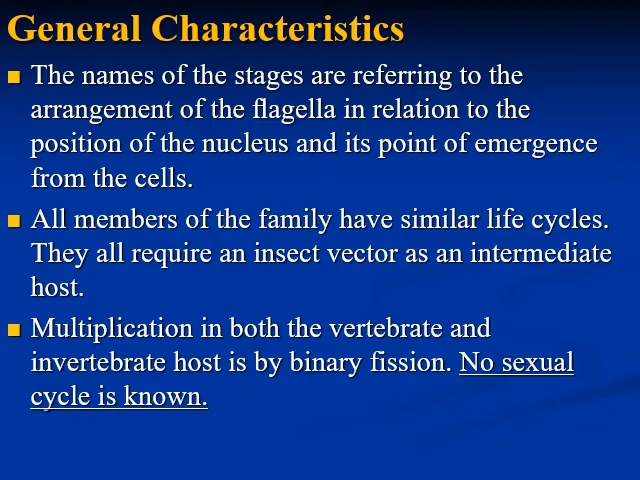 General Characteristics
The names of the stages are referring to the
arrangement of the flagella in relation to the
position of the nucleus and its point of emergence
from the cells.
All members of the family have similar life cycles.
They all require an insect vector as an intermediate
host.
Multiplication in both the vertebrate and
invertebrate host is by binary fission. No sexual
cycle is known.